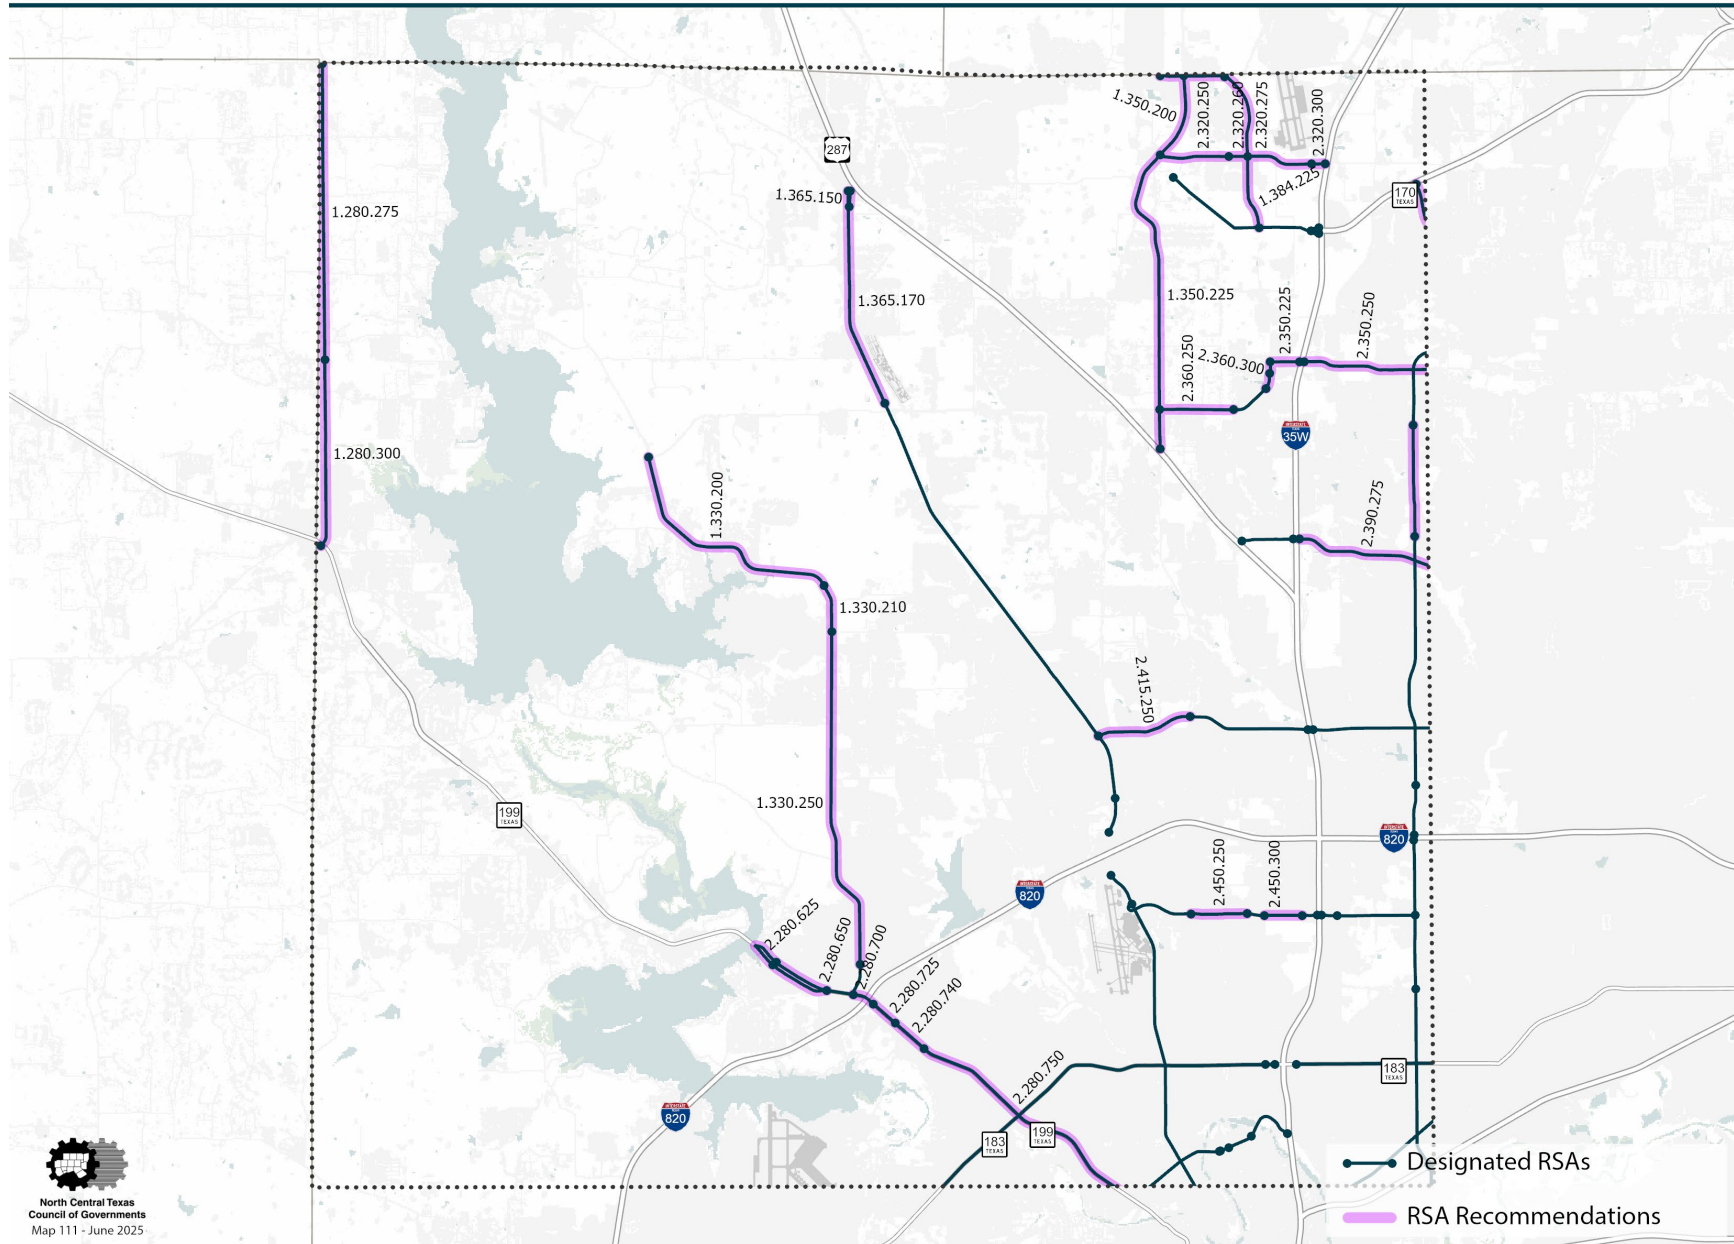 1.350.200
2.320.250
2.320.260
2.320.275
2.320.300
287
1.384.225
170
TEXAS
1.365.150
1.280.275
1.365.170
1.350.225
2.350.225
2.350.250
2.360.250
2.360.300
35W
1.280.300
1.330.200
2.390.275
1.330.210
2.415.250
1.330.250
199
TEXAS
INTERSTATE
820
2.450.250
2.450.300
INTERSTATE
820
2.280.625
2.280.650
2.280.700
2.280.725
2.280.740
2.280.750
183
TEXAS
820
183
TEXAS
199
TEXAS
Designated RSAs
RSA Recommendations
North Central Texas
Council of Governments
Map 111 - June 2025